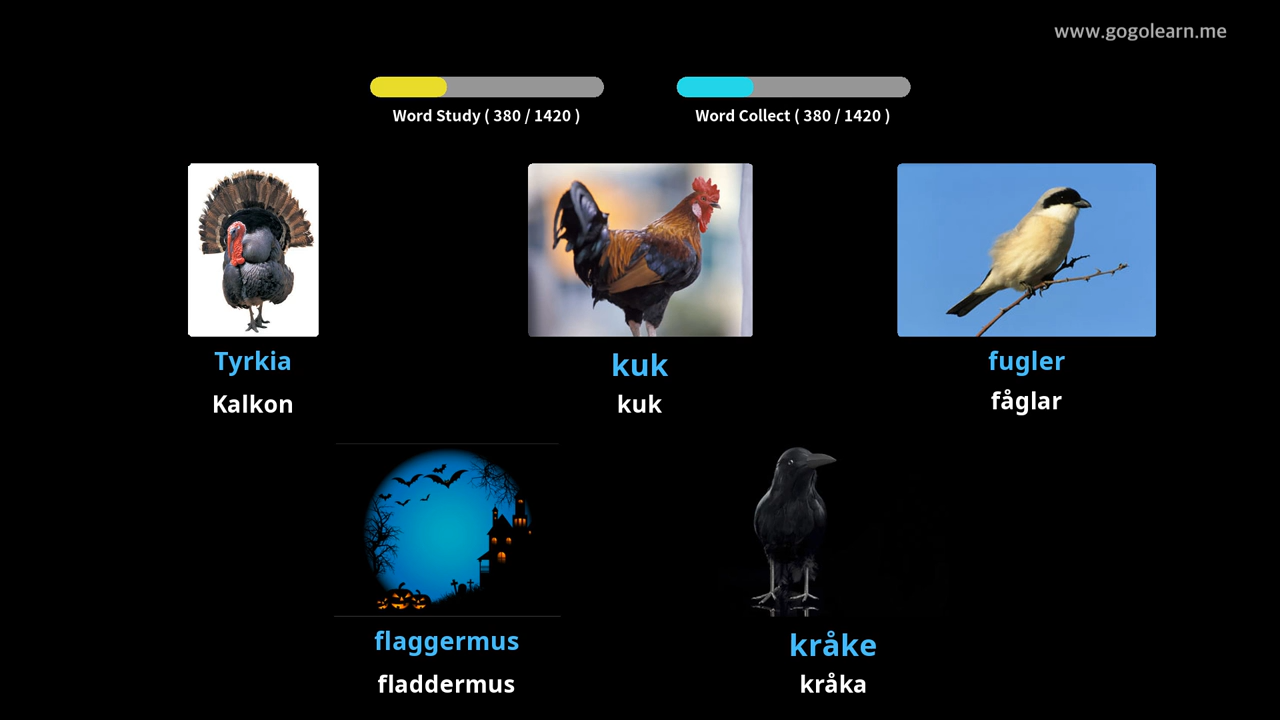 www.gogolearn.me
Word Study ( 380 / 1420 )
Word Collect ( 380 / 1420 )
Tyrkia
Kalkon
kuk
kuk
fugler
fåglar
flaggermus
fladdermus
kråke
kråka